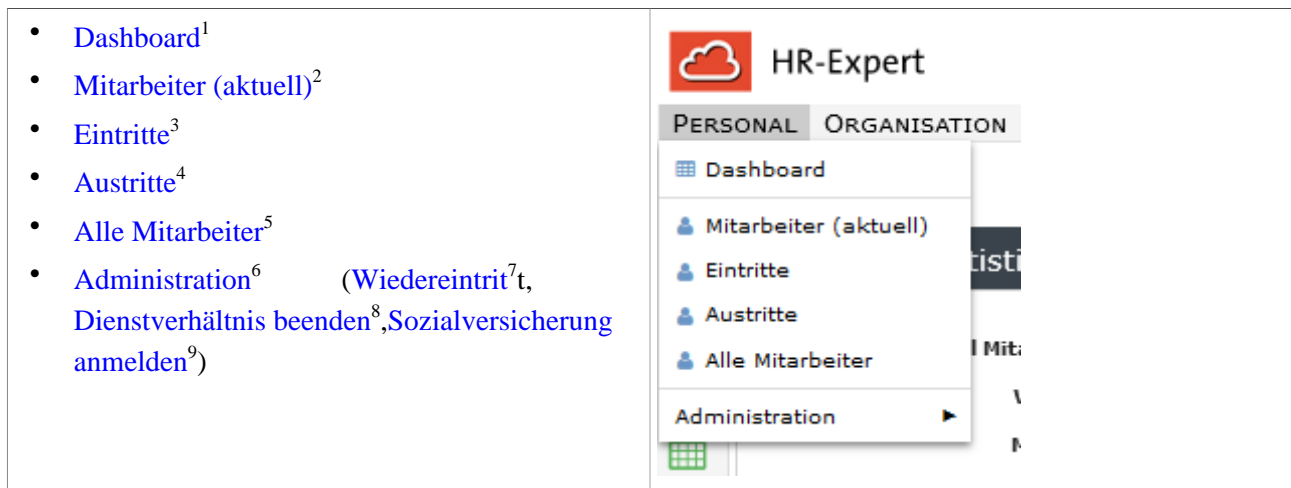 • Dashboard¹
• Mitarbeiter (aktuell)²
• Eintritte³
• Austritte⁴
• Alle Mitarbeiter⁵
• Administration⁶ (Wiedereintrit⁷t,
Dienstverhältnis beenden⁸,Sozialversicherung
anmelden⁹)
HR-Expert
PERSONAL ORGANISATION
Dashboard
Mitarbeiter (aktuell)
Eintritte
Austritte
Alle Mitarbeiter
Administration